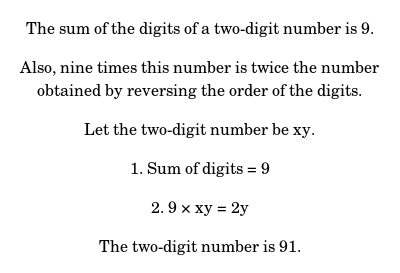 The sum of the digits of a two-digit number is 9.
Also, nine times this number is twice the number
obtained by reversing the order of the digits.
Let the two-digit number be xy.
1. Sum of digits = 9
2. 9 × xy = 2y
The two-digit number is 91.